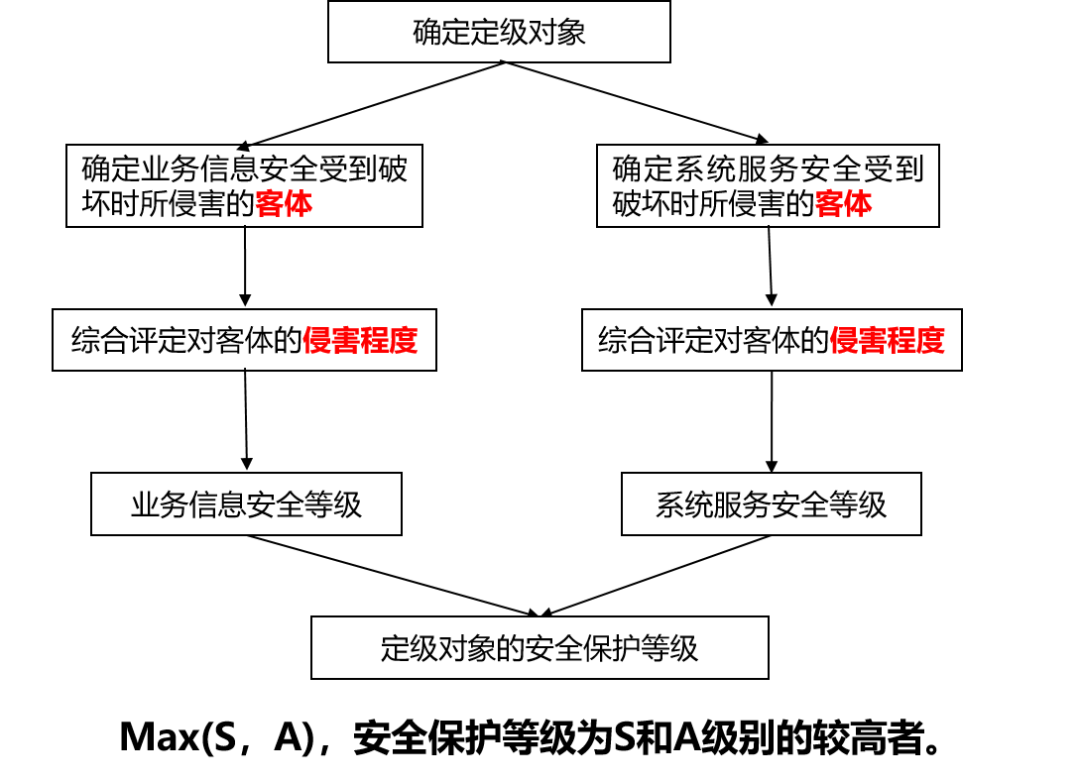 确定定级对象
确定业务信息安全受到破
坏时所侵害的客体
确定系统服务安全受到
破坏时所侵害的客体
综合评定对客体的侵害程度
综合评定对客体的侵害程度
业务信息安全等级
系统服务安全等级
定级对象的安全保护等级
Max(S，A)，安全保护等级为S和A级别的较高者。